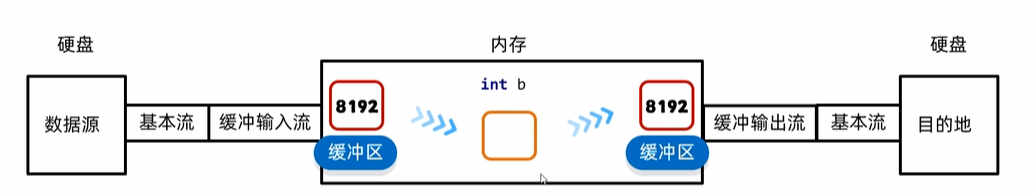 硬盘
内存
硬盘
int b
数据源
基本流
缓冲输入流
8192
8192
缓冲输出流
基本流
目的地
缓冲区
缓冲区